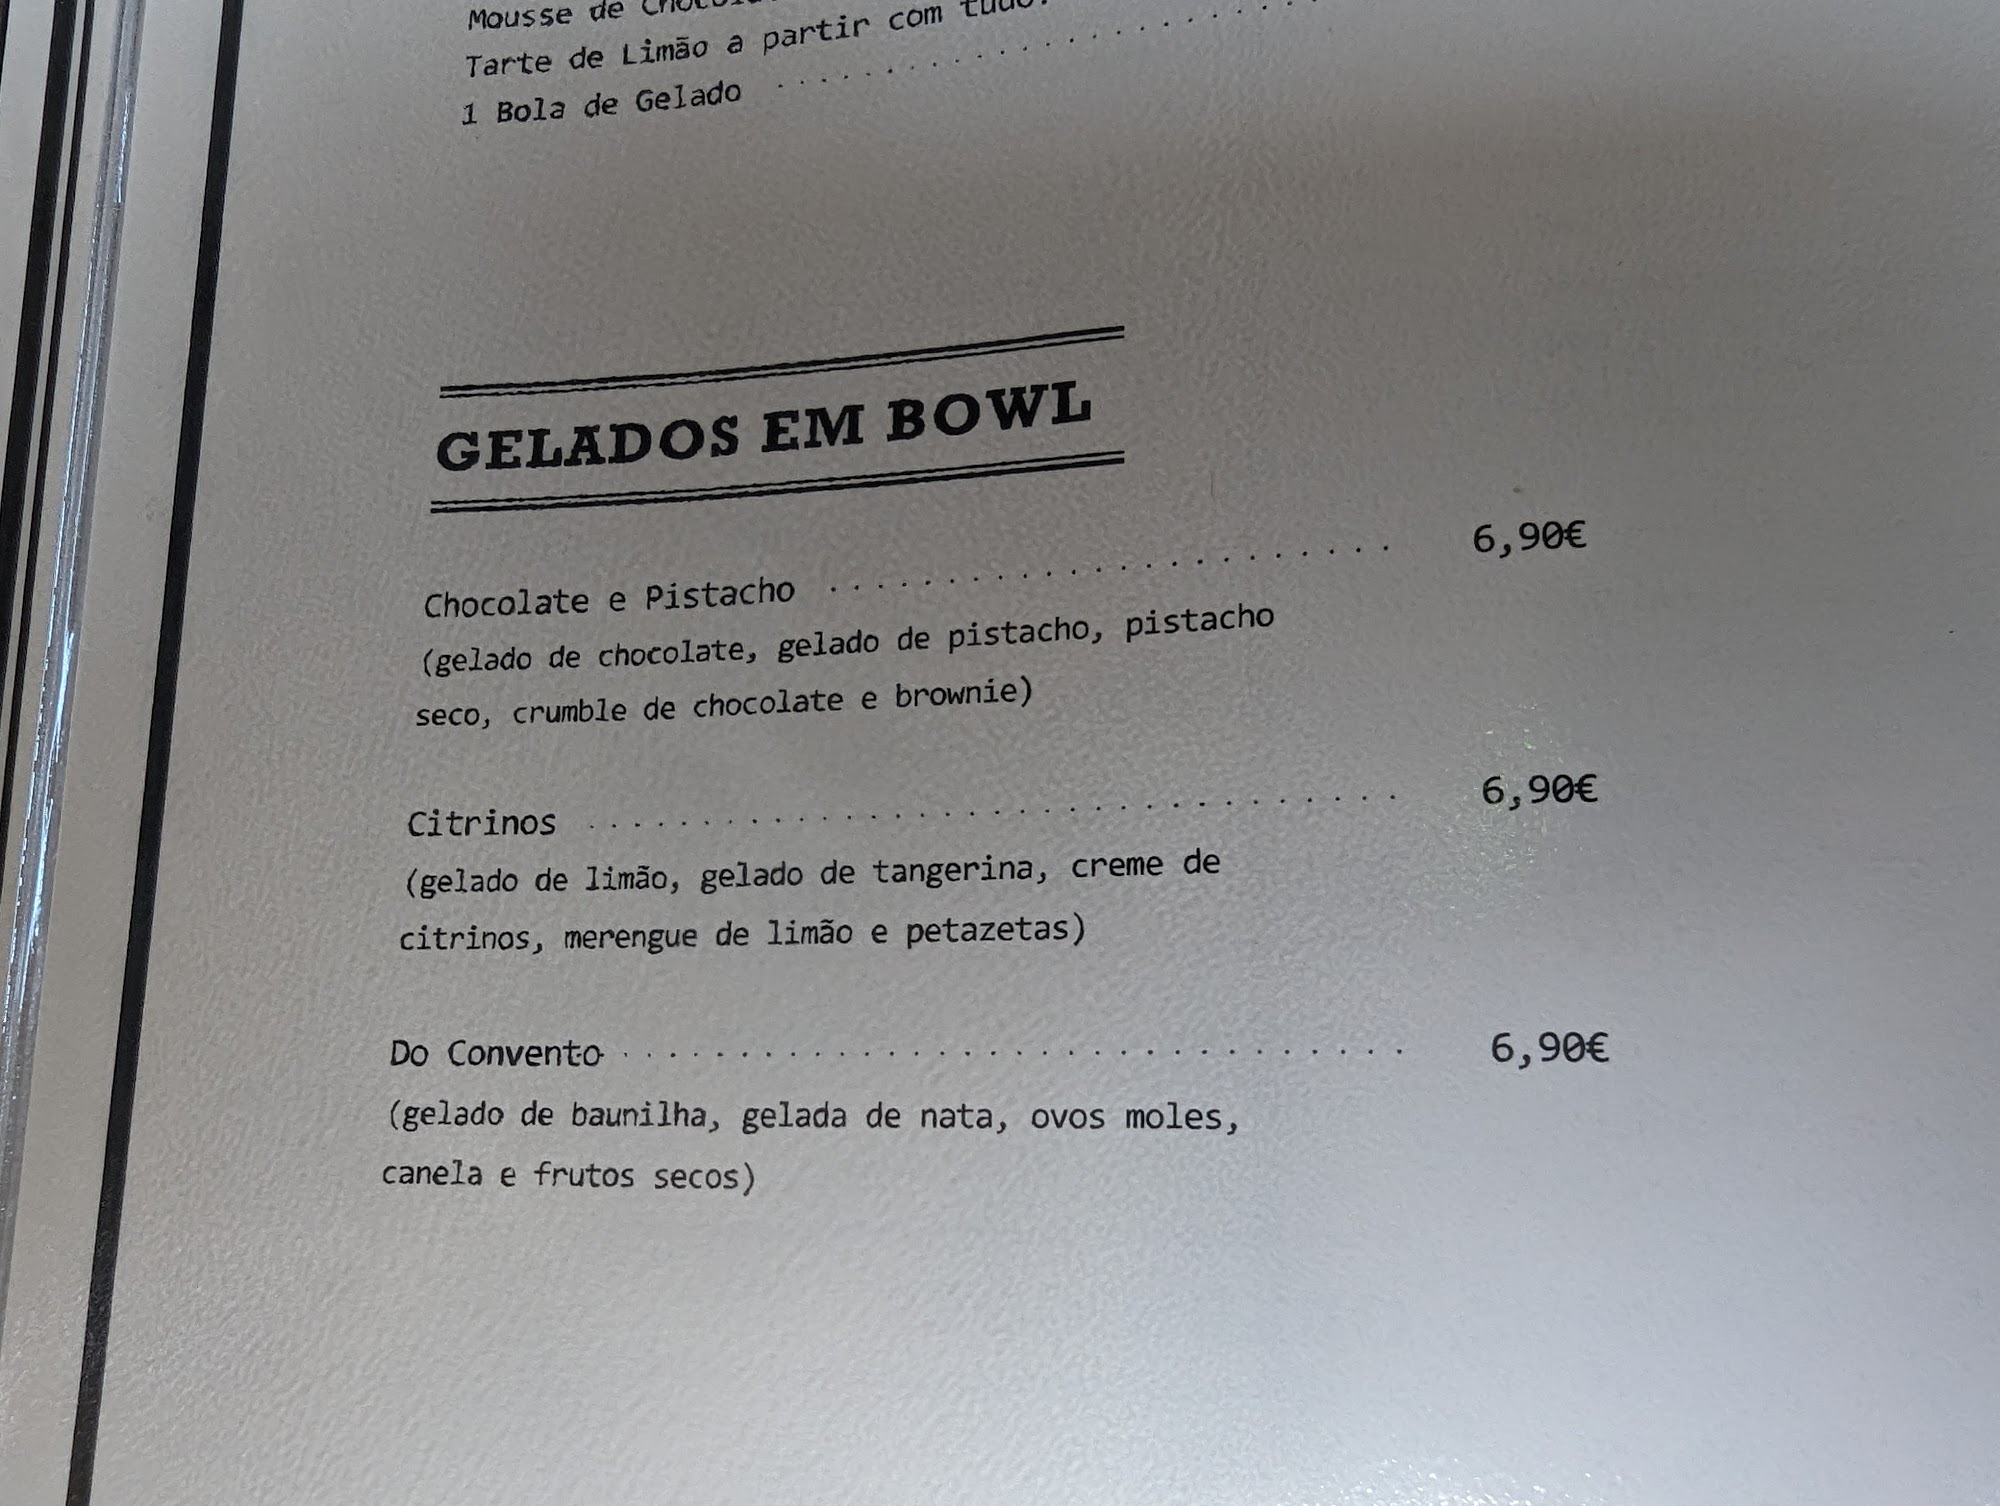 Mousse de
Tarte de Limão a partir com tudo!
1 Bola de Gelado
GELADOS EM BOWL
Chocolate e Pistacho 6,90€
(gelado de chocolate, gelado de pistacho, pistacho
seco, crumble de chocolate e brownie)
Citrinos 6,90€
(gelado de limão, gelado de tangerina, creme de
citrinos, merengue de limão e petazetas)
Do Convento 6,90€
(gelado de baunilha, gelada de nata, ovos moles,
canela e frutos secos)